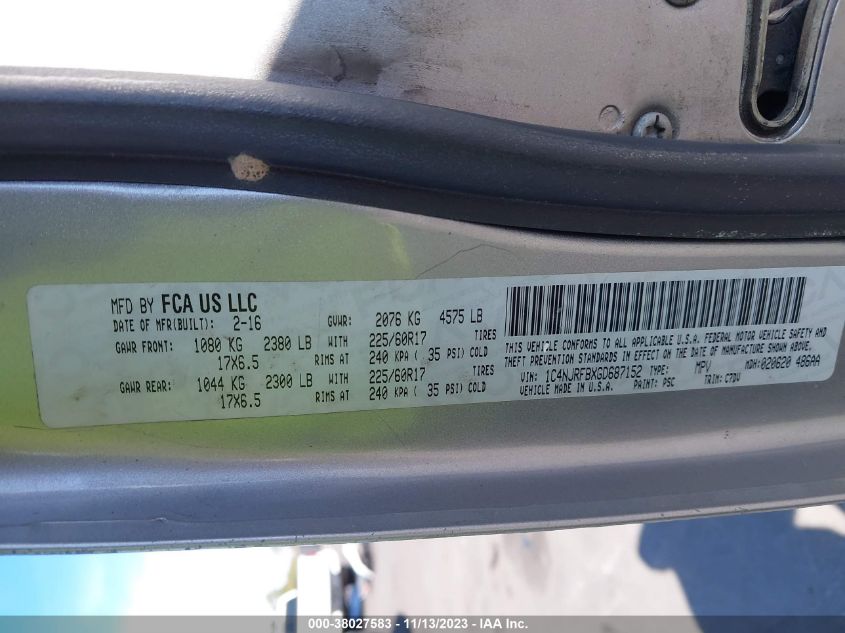 MFD BY FCA US LLC
DATE OF MFR(BUILT): 2-16 GVWR: 2076 KG 4575 LB
GAWR FRONT: 1080 KG 2380 LB WITH 225/60R17 TIRES
17X6.5 RIMS AT 240 KPA ( 35 PSI) COLD
GAWR REAR: 1044 KG 2300 LB WITH 225/60R17 TIRES
17X6.5 RIMS AT 240 KPA ( 35 PSI) COLD
THIS VEHICLE CONFORMS TO ALL APPLICABLE U.S.A. FEDERAL MOTOR VEHICLE SAFETY AND
THEFT PREVENTION STANDARDS IN EFFECT ON THE DATE OF MANUFACTURE SHOWN ABOVE.
VIN: 1C4NJRFBXGD687152 TYPE: MPV MDH:020620 486AA
VEHICLE MADE IN U.S.A. PAINT: PSC TRIM: C7DV
000-38027583 - 11/13/2023 - IAA Inc.